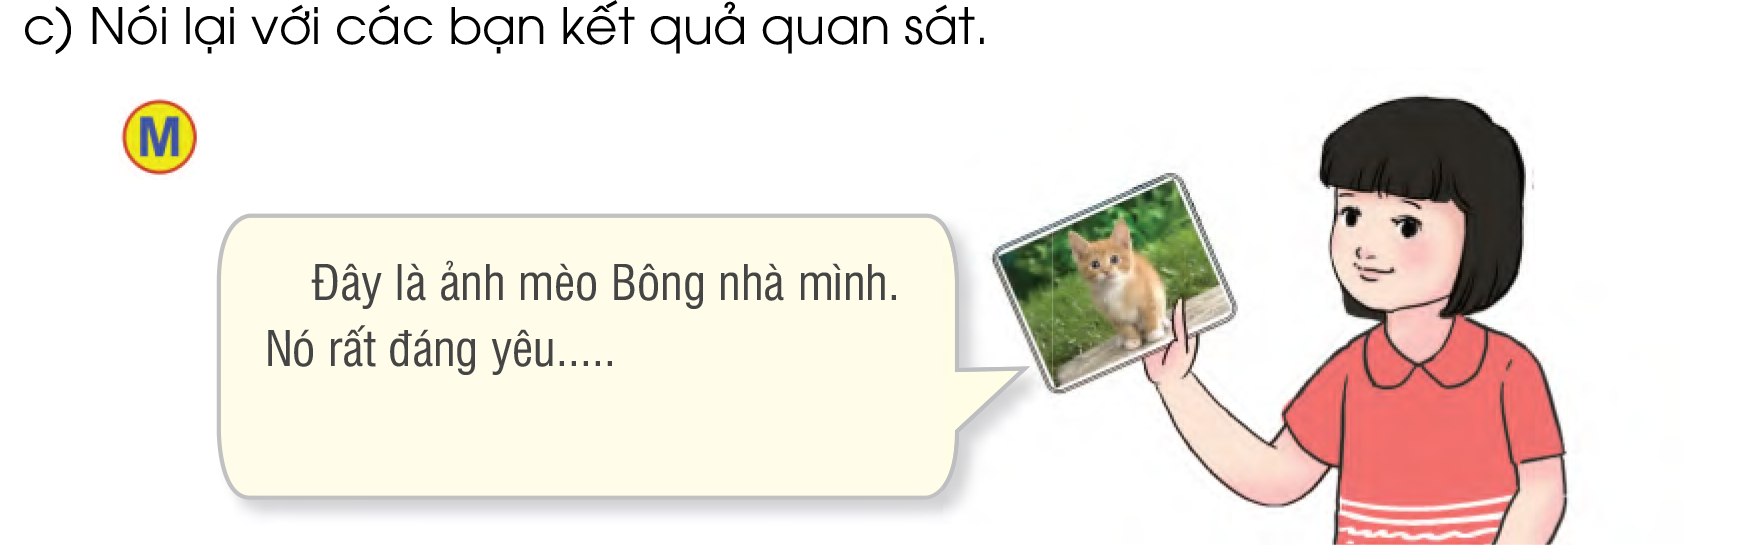 c) Nói lại với các bạn kết quả quan sát.
M
Đây là ảnh mèo Bông nhà mình.
Nó rất đáng yêu.....